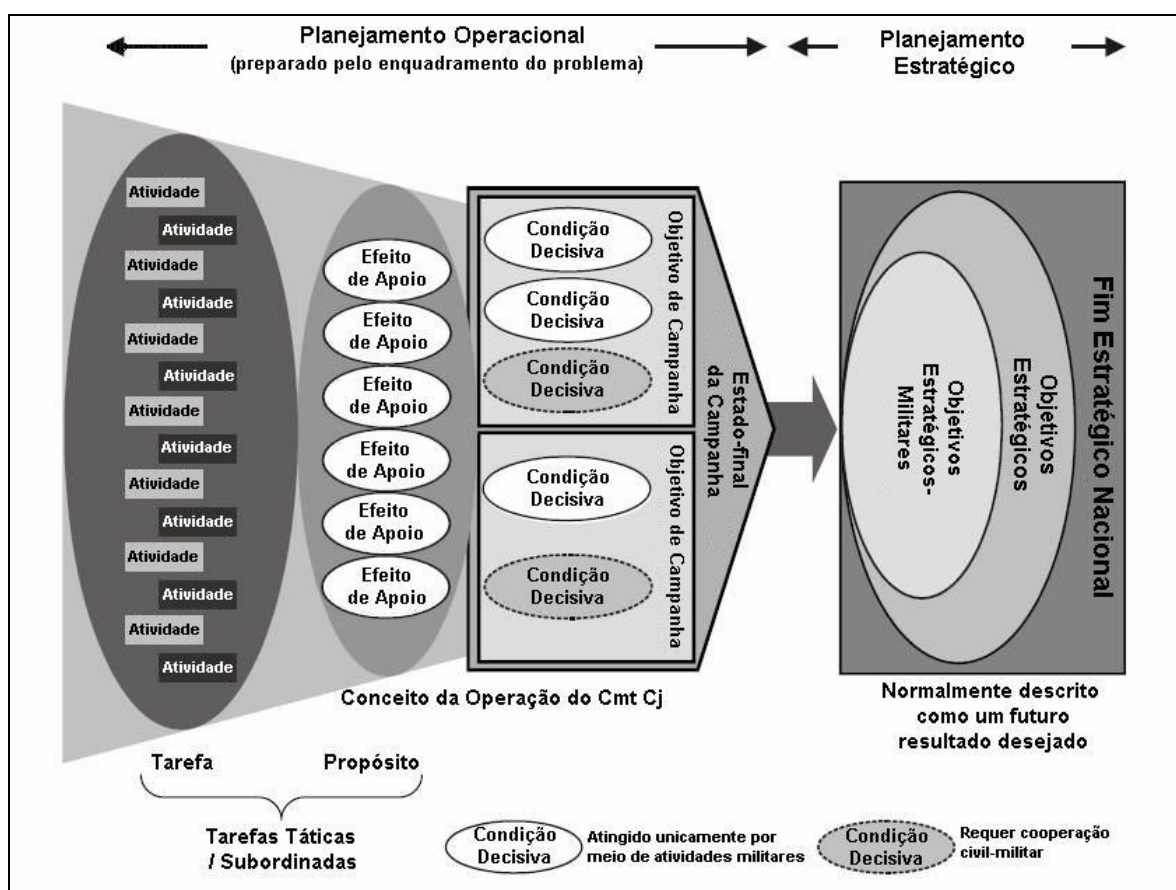 Planejamento Operacional
(preparado pelo enquadramento do problema)
Planejamento
Estratégico
Atividade
Atividade
Atividade
Atividade
Atividade
Atividade
Atividade
Atividade
Atividade
Atividade
Atividade
Atividade
Atividade
Atividade
Efeito
de Apoio
Efeito
de Apoio
Efeito
de Apoio
Efeito
de Apoio
Efeito
de Apoio
Efeito
de Apoio
Condição
Decisiva
Condição
Decisiva
Condição
Decisiva
Objetivo de Campanha
Condição
Decisiva
Condição
Decisiva
Objetivo de Campanha
Estado-final
da Campanha
Objetivos
Estratégicos-
Militares
Objetivos
Estratégicos
Fim Estratégico Nacional
Conceito da Operação do Cmt Cj
Normalmente descrito
como um futuro
resultado desejado
Tarefa
Propósito
Tarefas Táticas
/ Subordinadas
Condição
Decisiva
Atingido unicamente por
meio de atividades militares
Condição
Decisiva
Requer cooperação
civil-militar